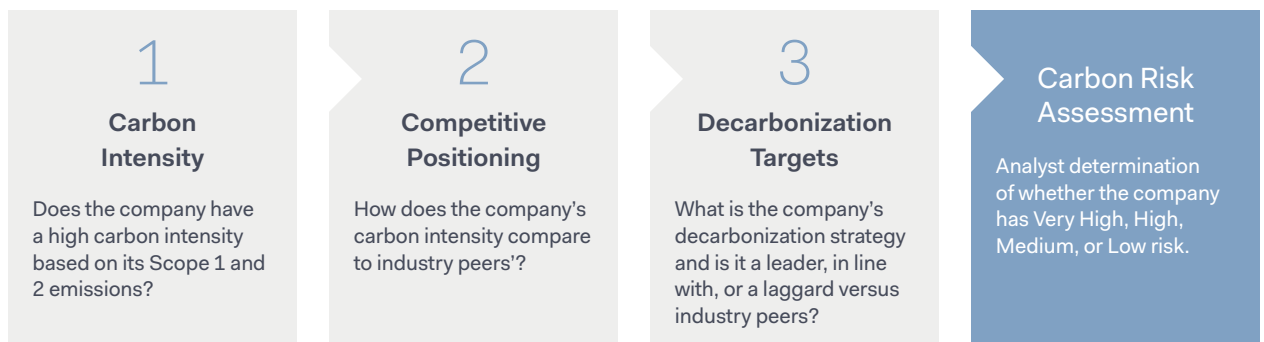 1
Carbon
Intensity
Does the company have
a high carbon intensity
based on its Scope 1 and
2 emissions?
2
Competitive
Positioning
How does the company’s
carbon intensity compare
to industry peers’?
3
Decarbonization
Targets
What is the company’s
decarbonization strategy
and is it a leader, in line
with, or a laggard versus
industry peers?
Carbon Risk
Assessment
Analyst determination
of whether the company
has Very High, High,
Medium, or Low risk.